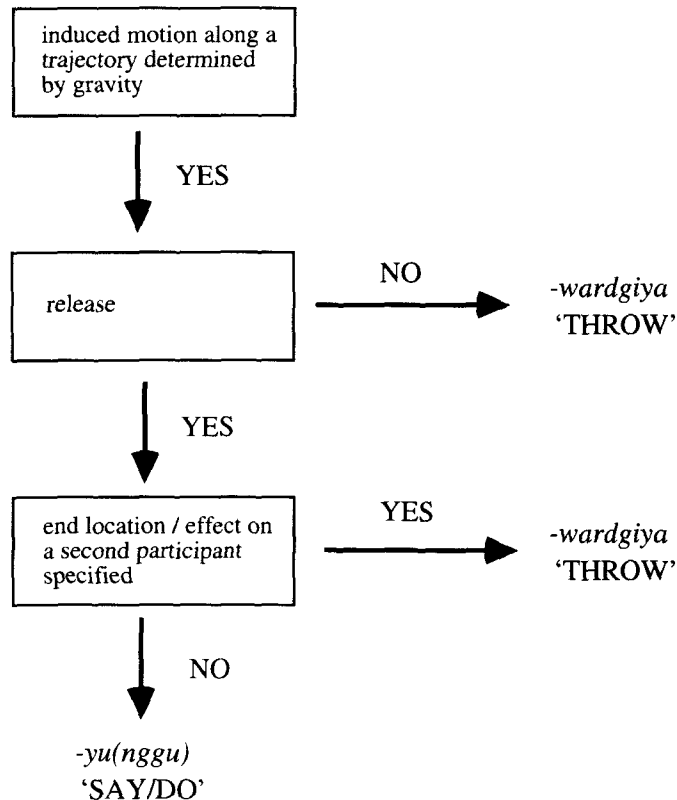 induced motion along a
trajectory determined
by gravity
YES
release
NO
-wardgiya
‘THROW’
YES
end location / effect on
a second participant
specified
YES
-wardgiya
‘THROW’
NO
-yu(nggu)
‘SAY/DO’